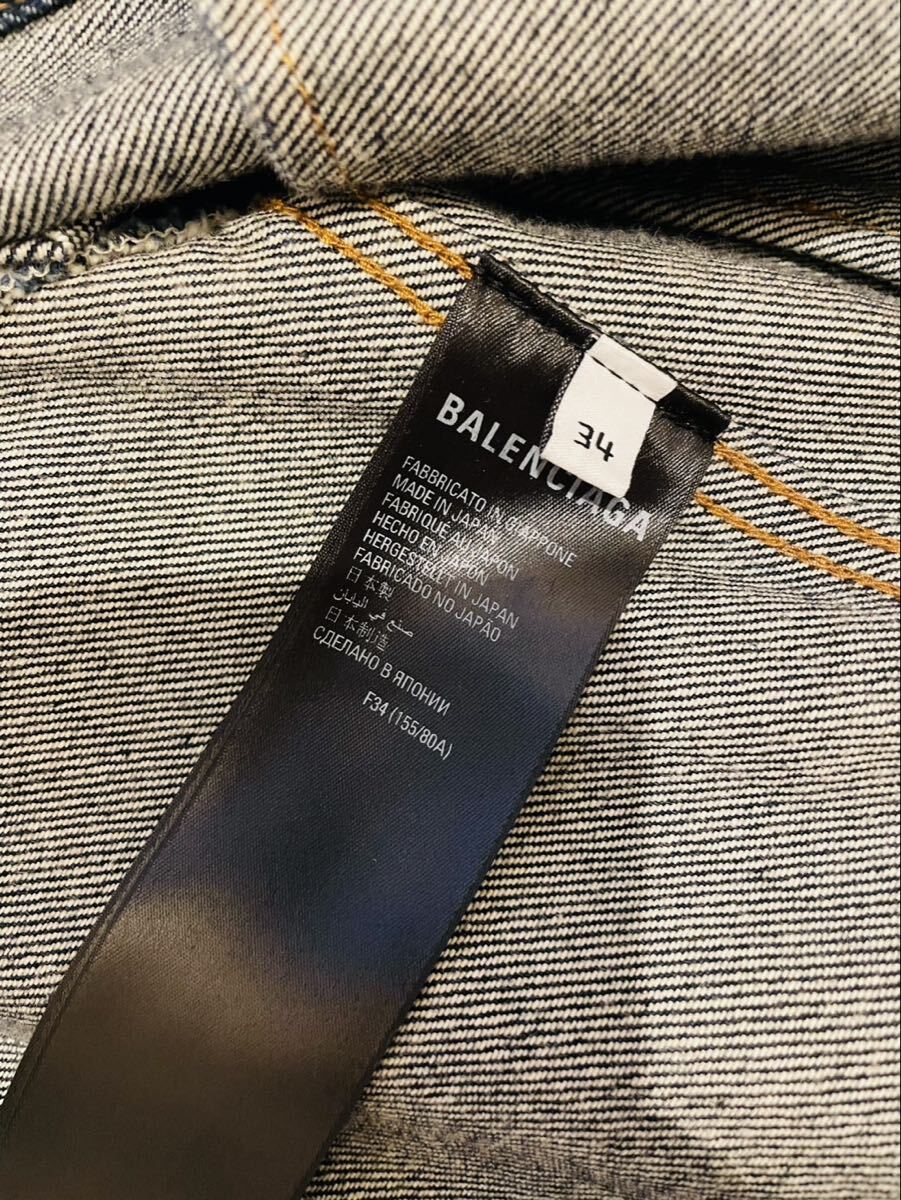 34
BALENCIAGA
FABBRICATO IN GIAPPONE
MADE IN JAPAN
FABRIQUÉ AU JAPON
HECHO EN JAPÓN
HERGESTELLT IN JAPAN
FABRICADO NO JAPÃO
日本製
صنع في اليابان
日本制造
СДЕЛАНО В ЯПОНИИ
F34 (155/80A)